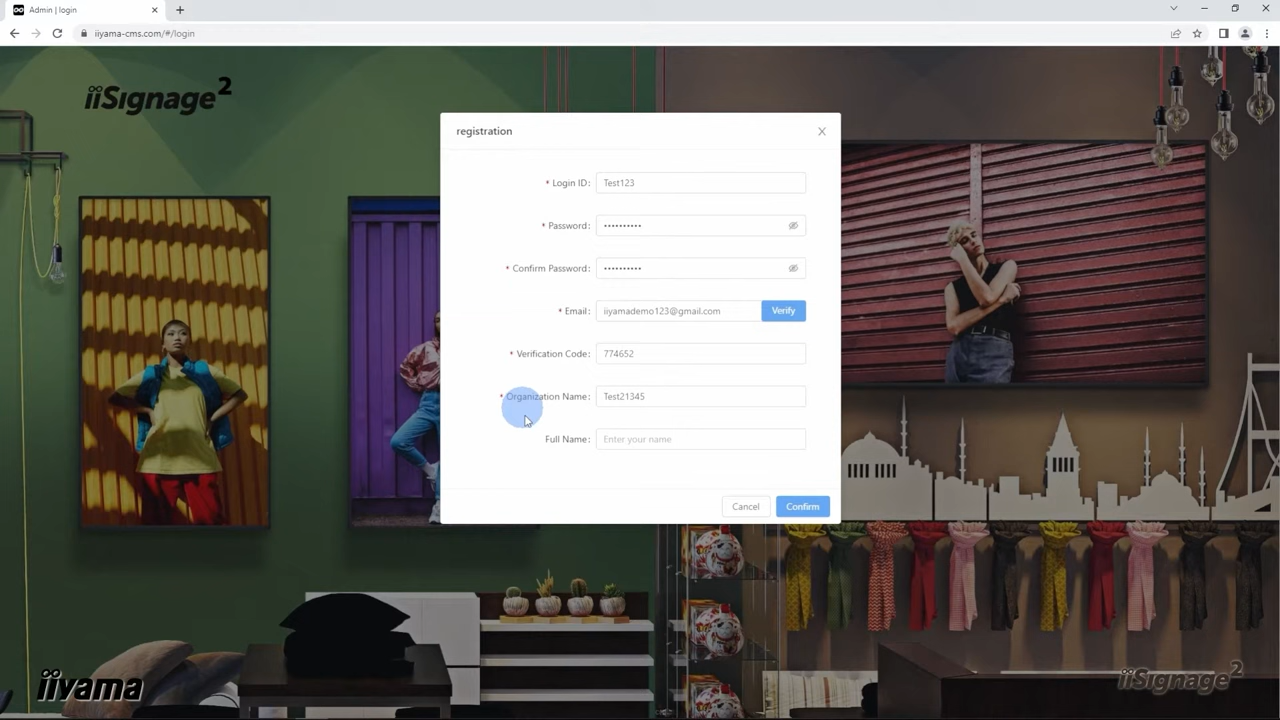 Admin | login
iiyama-cms.com/#/login
iiSignage²
registration
* Login ID: Test123
* Password: ••••••••••
* Confirm Password: ••••••••••
* Email: iiyamademo123@gmail.com Verify
* Verification Code: 774652
* Organization Name: Test21345
Full Name: Enter your name
Cancel Confirm
iiyama
iiSignage²